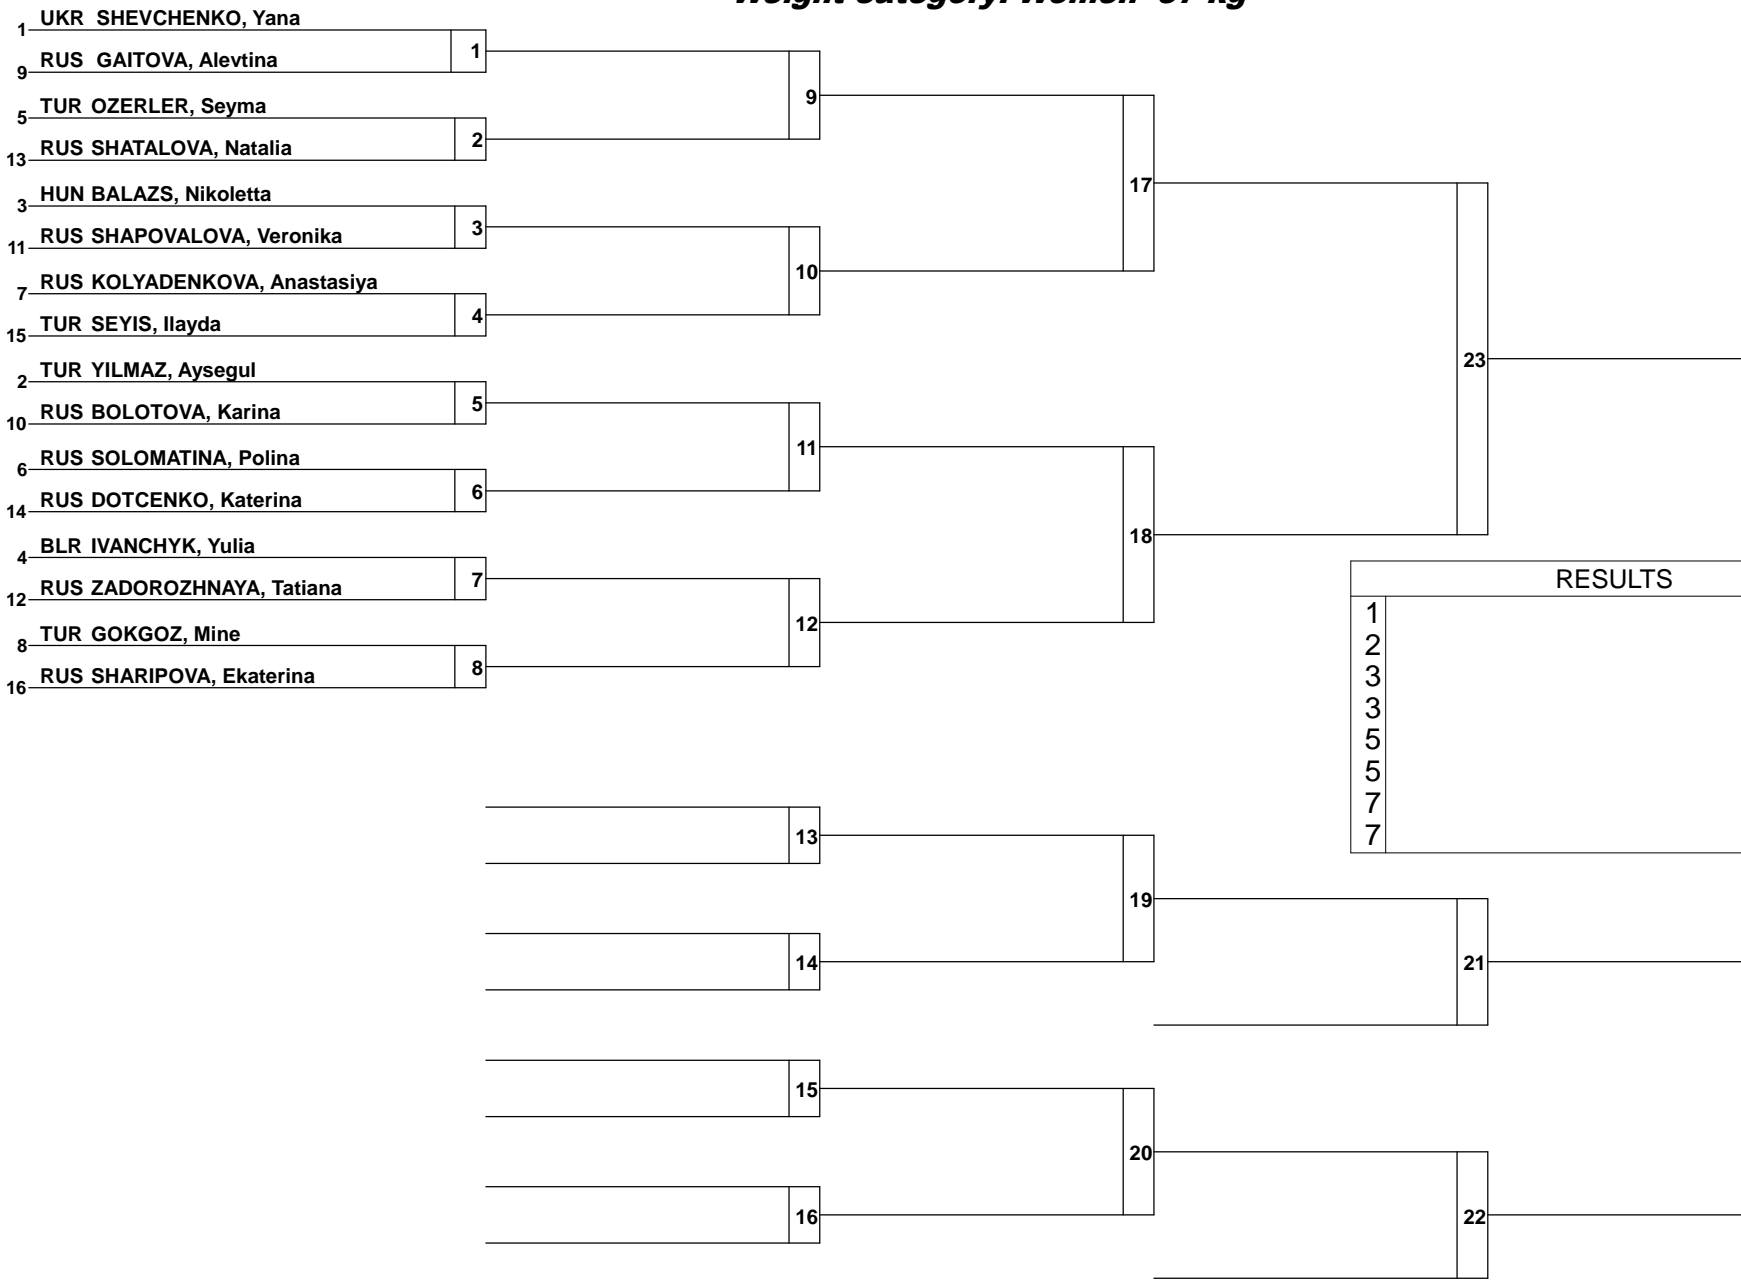 UKR SHEVCHENKO, Yana
1
1
RUS GAITOVA, Alevtina
9
9
TUR OZERLER, Seyma
5
2
RUS SHATALOVA, Natalia
13
17
HUN BALAZS, Nikoletta
3
3
RUS SHAPOVALOVA, Veronika
11
10
RUS KOLYADENKOVA, Anastasiya
7
4
TUR SEYIS, Ilayda
15
23
TUR YILMAZ, Aysegul
2
5
RUS BOLOTOVA, Karina
10
11
RUS SOLOMATINA, Polina
6
6
RUS DOTCENKO, Katerina
14
18
BLR IVANCHYK, Yulia
4
7
RUS ZADOROZHNAYA, Tatiana
12
12
TUR GOKGOZ, Mine
8
8
RUS SHARIPOVA, Ekaterina
16
RESULTS
1
2
3
3
5
5
7
7
13
19
14
21
15
20
16
22